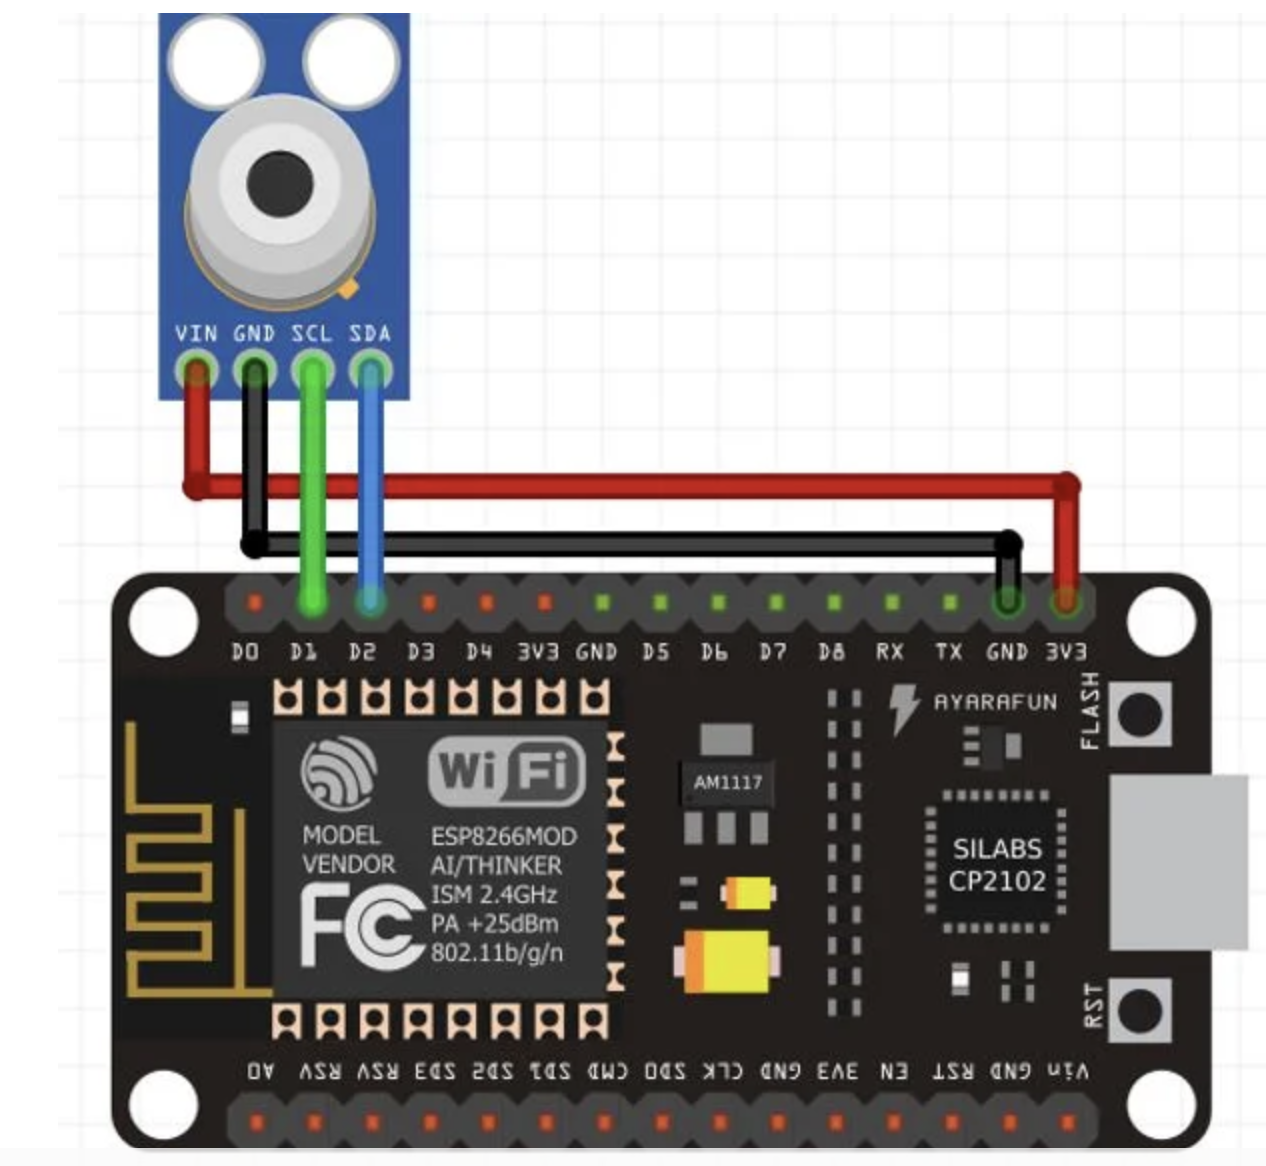 VIN GND SCL SDA
D0 D1 D2 D3 D4 3V3 GND D5 D6 D7 D8 RX TX GND 3V3
FLASH
AYARAFUN
WiFi
AM1117
MODEL
VENDOR
FC
ESP8266MOD
AI/THINKER
ISM 2.4GHz
PA +25dBm
802.11b/g/n
SILABS
CP2102
RST
A0 RSV RSV SD3 SD2 SD1 CMD SD0 CLK GND 3V3 EN RST GND Vin